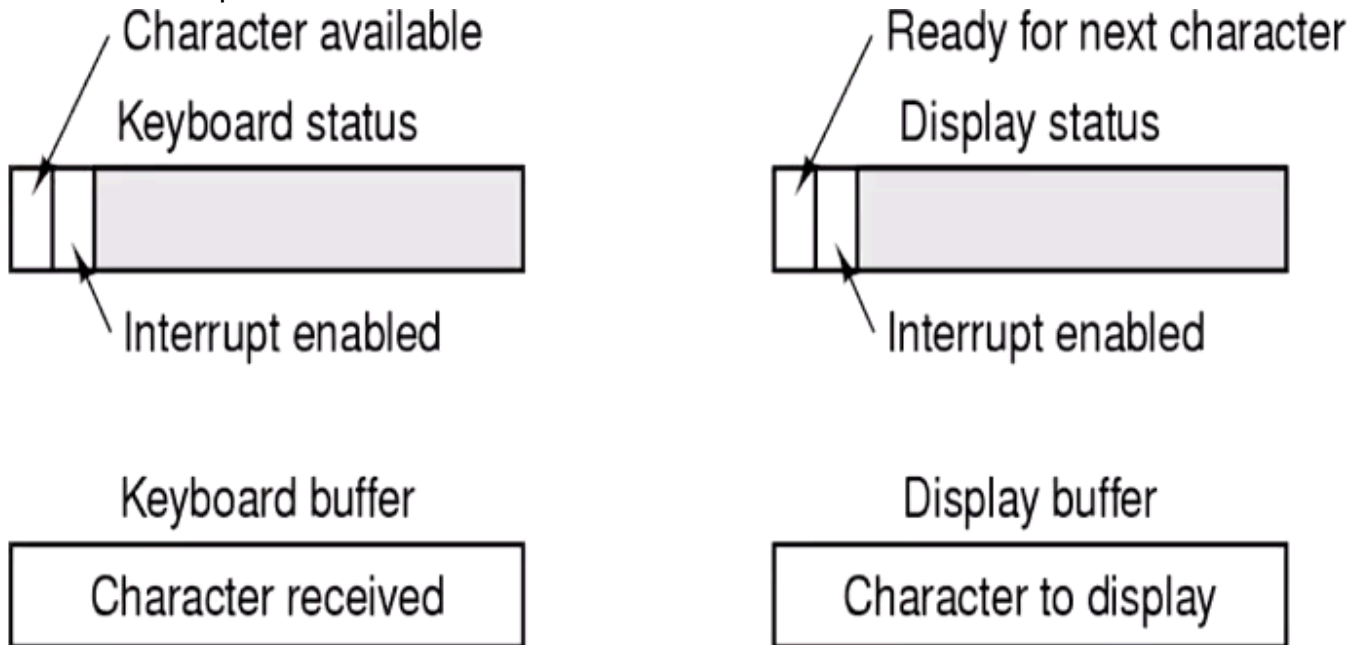 Character available
Ready for next character
Keyboard status
Display status
Interrupt enabled
Interrupt enabled
Keyboard buffer
Display buffer
Character received
Character to display